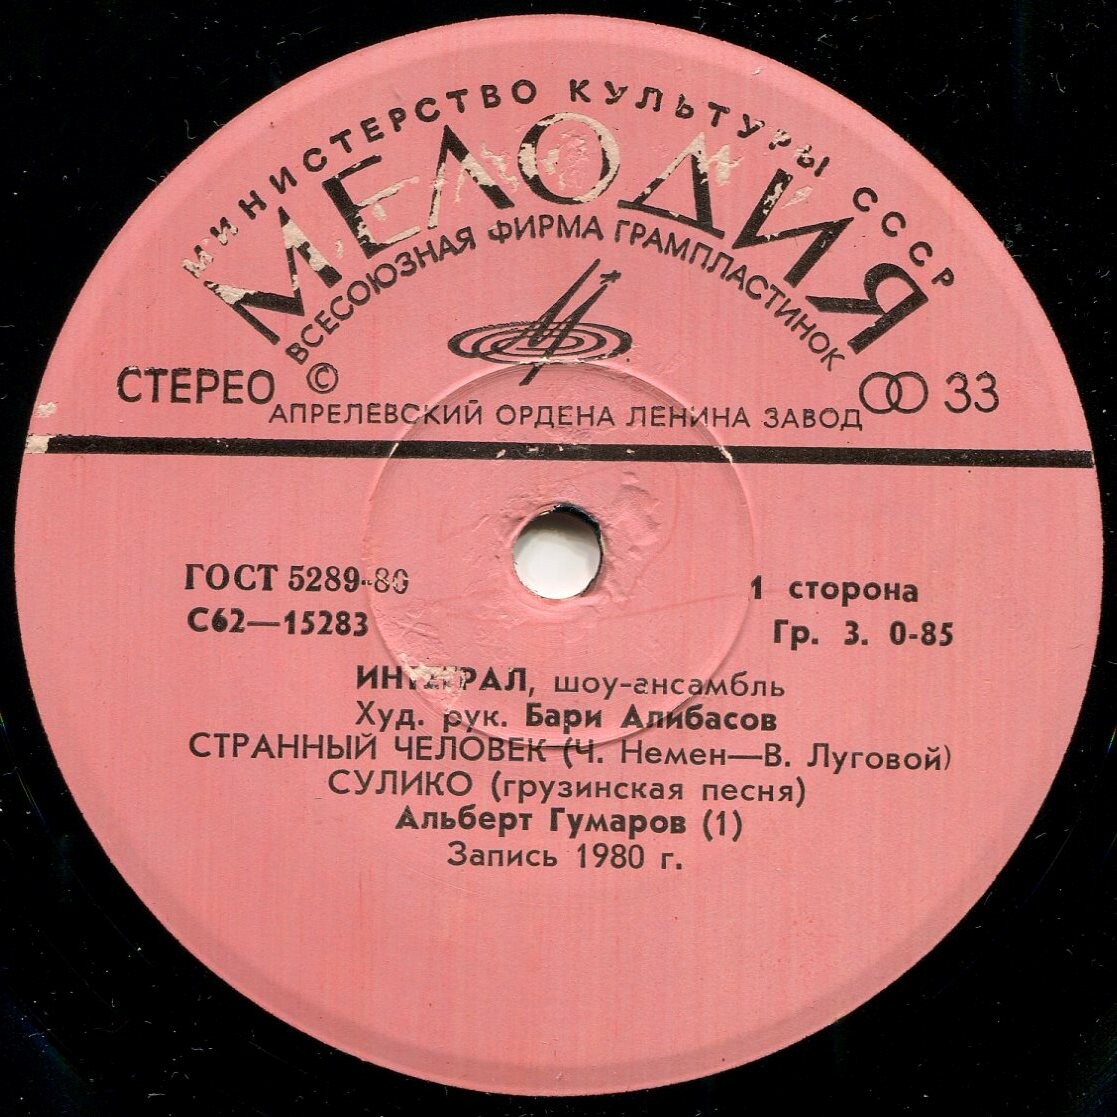 МИНИСТЕРСТВО КУЛЬТУРЫ СССР
МЕЛОДИЯ
ВСЕСОЮЗНАЯ ФИРМА ГРАМПЛАСТИНОК
СТЕРЕО © 33
АПРЕЛЕВСКИЙ ОРДЕНА ЛЕНИНА ЗАВОД
ГОСТ 5289-80 1 сторона
С62—15283 Гр. 3. 0-85
ИНТЕГРАЛ, шоу-ансамбль
Худ. рук. Бари Алибасов
СТРАННЫЙ ЧЕЛОВЕК (Ч. Немен—В. Луговой)
СУЛИКО (грузинская песня)
Альберт Гумаров (1)
Запись 1980 г.